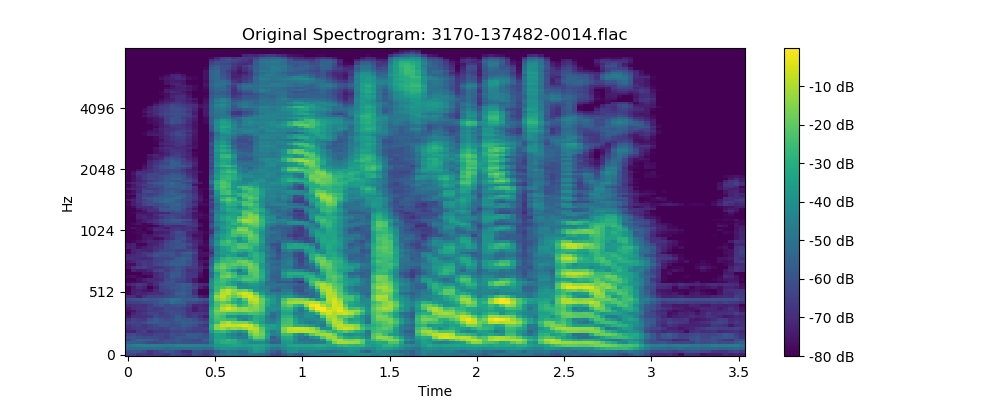 Original Spectrogram: 3170-137482-0014.flac
Hz
4096
2048
1024
512
0
0 0.5 1 1.5 2 2.5 3 3.5
Time
-10 dB
-20 dB
-30 dB
-40 dB
-50 dB
-60 dB
-70 dB
-80 dB